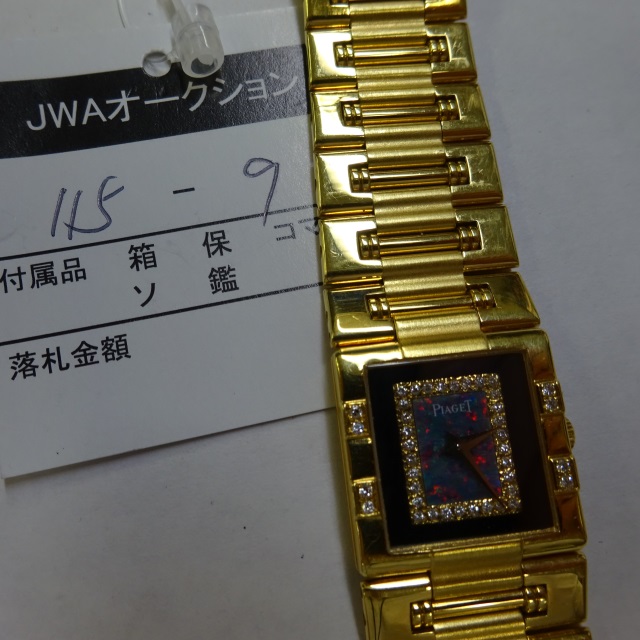 JWAオークション
115 - 9
付属品 箱 保 コマ
ソ 鑑
落札金額
PIAGET